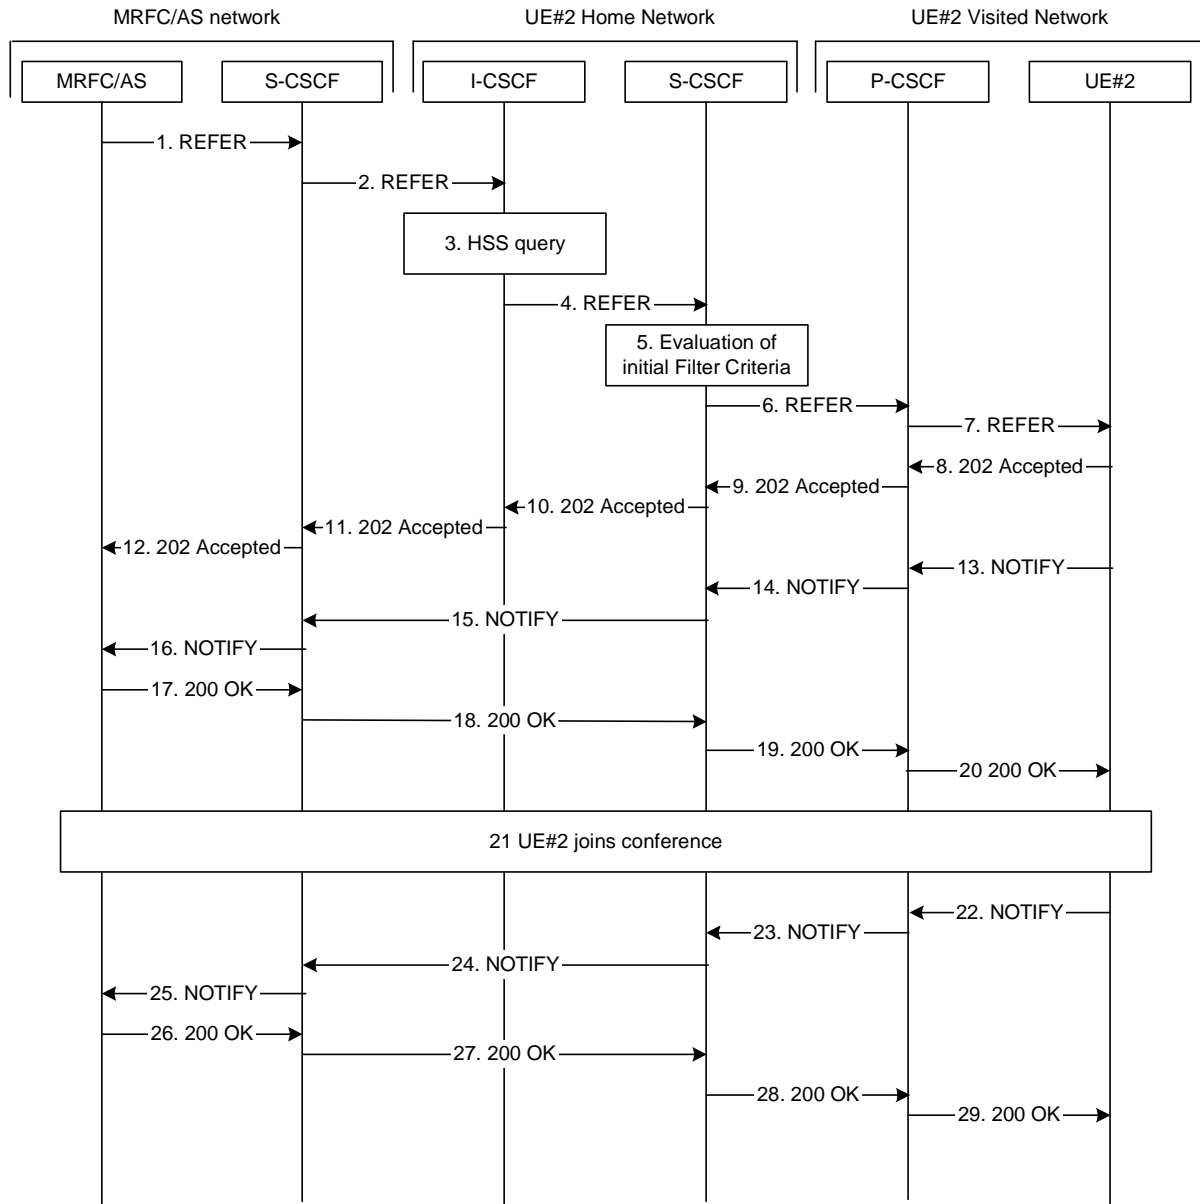 MRFC/AS network
UE#2 Home Network
UE#2 Visited Network
MRFC/AS
S-CSCF
I-CSCF
S-CSCF
P-CSCF
UE#2
1. REFER
2. REFER
3. HSS query
4. REFER
5. Evaluation of
initial Filter Criteria
6. REFER
7. REFER
8. 202 Accepted
9. 202 Accepted
10. 202 Accepted
11. 202 Accepted
12. 202 Accepted
13. NOTIFY
14. NOTIFY
15. NOTIFY
16. NOTIFY
17. 200 OK
18. 200 OK
19. 200 OK
20 200 OK
21 UE#2 joins conference
22. NOTIFY
23. NOTIFY
24. NOTIFY
25. NOTIFY
26. 200 OK
27. 200 OK
28. 200 OK
29. 200 OK